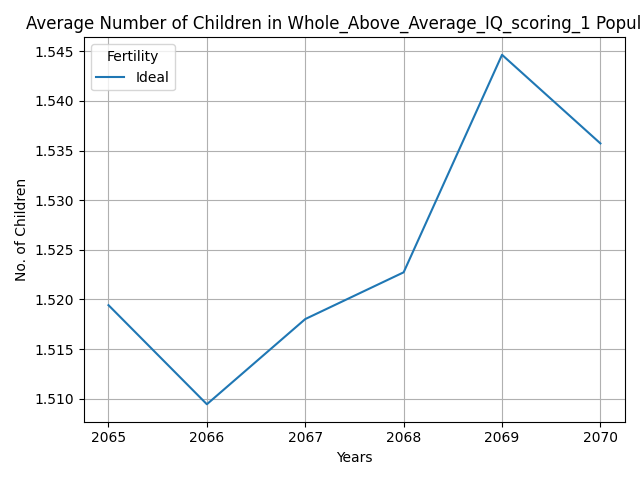 Average Number of Children in Whole_Above_Average_IQ_scoring_1 Popul
Fertility
Ideal
1.545
1.540
1.535
1.530
1.525
1.520
1.515
1.510
No. of Children
2065 2066 2067 2068 2069 2070
Years